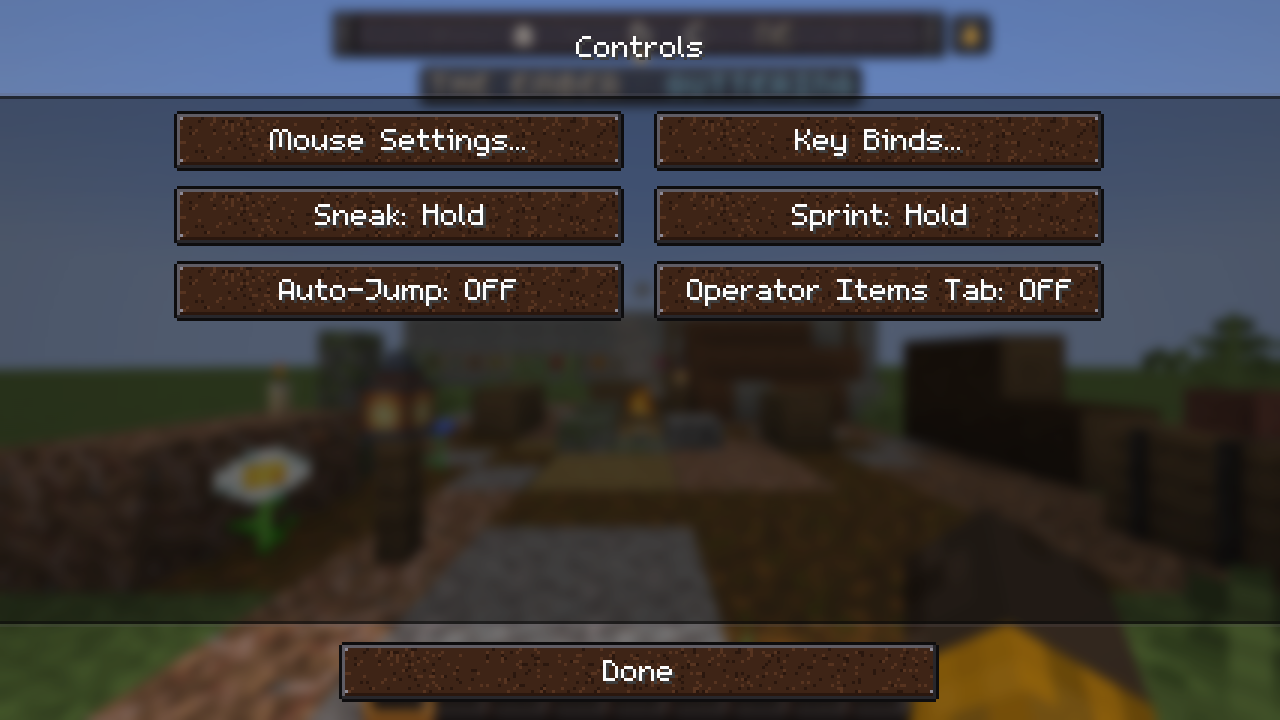 Controls
Mouse Settings...
Key Binds...
Sneak: Hold
Sprint: Hold
Auto-Jump: OFF
Operator Items Tab: OFF
Done